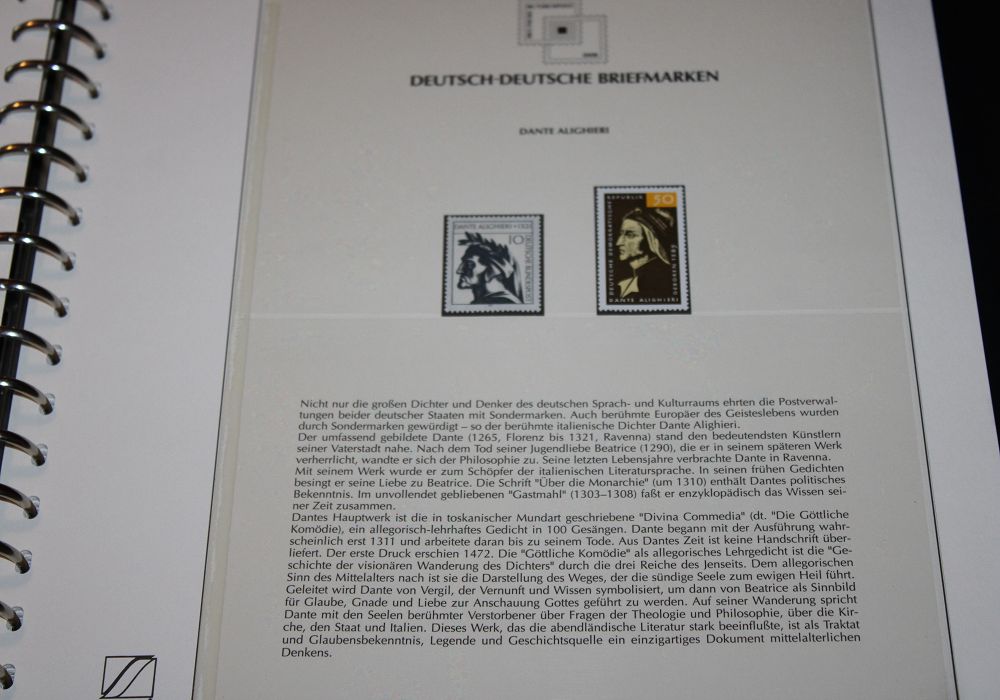 DEUTSCH-DEUTSCHE BRIEFMARKEN
DANTE ALIGHIERI
DANTE ALIGHIERI · 1321
10
DEUTSCHE BUNDESPOST
DEUTSCHE DEMOKRATISCHE
REPUBLIK
50
GEBOREN 1265
DANTE ALIGHIERI
Nicht nur die großen Dichter und Denker des deutschen Sprach- und Kulturraums ehrten die Postverwal-
tungen beider deutscher Staaten mit Sondermarken. Auch berühmte Europäer des Geisteslebens wurden
durch Sondermarken gewürdigt – so der berühmte italienische Dichter Dante Alighieri.
Der umfassend gebildete Dante (1265, Florenz bis 1321, Ravenna) stand den bedeutendsten Künstlern
seiner Vaterstadt nahe. Nach dem Tod seiner Jugendliebe Beatrice (1290), die er in seinem späteren Werk
verherrlicht, wandte er sich der Philosophie zu. Seine letzten Lebensjahre verbrachte Dante in Ravenna.
Mit seinem Werk wurde er zum Schöpfer der italienischen Literatursprache. In seinen frühen Gedichten
besingt er seine Liebe zu Beatrice. Die Schrift "Über die Monarchie" (um 1310) enthält Dantes politisches
Bekenntnis. Im unvollendet gebliebenen "Gastmahl" (1303–1308) faßt er enzyklopädisch das Wissen sei-
ner Zeit zusammen.
Dantes Hauptwerk ist die in toskanischer Mundart geschriebene "Divina Commedia" (dt. "Die Göttliche
Komödie), ein allegorisch-lehrhaftes Gedicht in 100 Gesängen. Dante begann mit der Ausführung wahr-
scheinlich erst 1311 und arbeitete daran bis zu seinem Tode. Aus Dantes Zeit ist keine Handschrift über-
liefert. Der erste Druck erschien 1472. Die "Göttliche Komödie" als allegorisches Lehrgedicht ist die "Ge-
schichte der visionären Wanderung des Dichters" durch die drei Reiche des Jenseits. Dem allegorischen
Sinn des Mittelalters nach ist sie die Darstellung des Weges, der die sündige Seele zum ewigen Heil führt.
Geleitet wird Dante von Vergil, der Vernunft und Wissen symbolisiert, um dann von Beatrice als Sinnbild
für Glaube, Gnade und Liebe zur Anschauung Gottes geführt zu werden. Auf seiner Wanderung spricht
Dante mit den Seelen berühmter Verstorbener über Fragen der Theologie und Philosophie, über die Kir-
che, den Staat und Italien. Dieses Werk, das die abendländische Literatur stark beeinflußte, ist als Traktat
und Glaubensbekenntnis, Legende und Geschichtsquelle ein einzigartiges Dokument mittelalterlichen
Denkens.